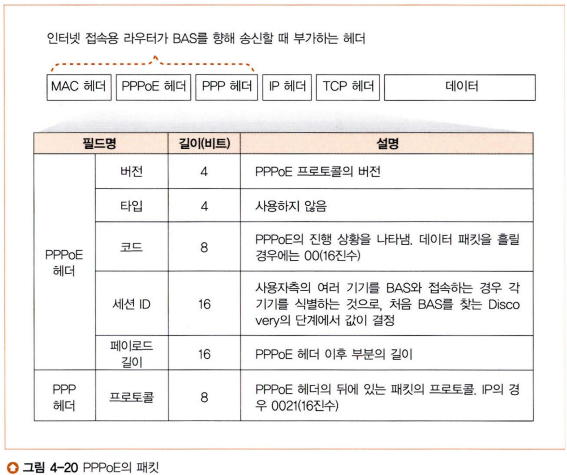 인터넷 접속용 라우터가 BAS를 향해 송신할 때 부가하는 헤더
MAC 헤더 PPPoE 헤더 PPP 헤더 IP 헤더 TCP 헤더 데이터
필드명 길이(비트) 설명
PPPoE
헤더
버전 4 PPPoE 프로토콜의 버전
타입 4 사용하지 않음
코드 8 PPPoE의 진행 상황을 나타냄. 데이터 패킷을 흘릴
경우에는 00(16진수)
세션 ID 16 사용자측의 여러 기기를 BAS와 접속하는 경우 각
기기를 식별하는 것으로, 처음 BAS를 찾는 Disco
very의 단계에서 값이 결정
페이로드
길이
16 PPPoE 헤더 이후 부분의 길이
PPP
헤더
프로토콜 8 PPPoE 헤더의 뒤에 있는 패킷의 프로토콜. IP의 경
우 0021(16진수)
그림 4-20 PPPoE의 패킷